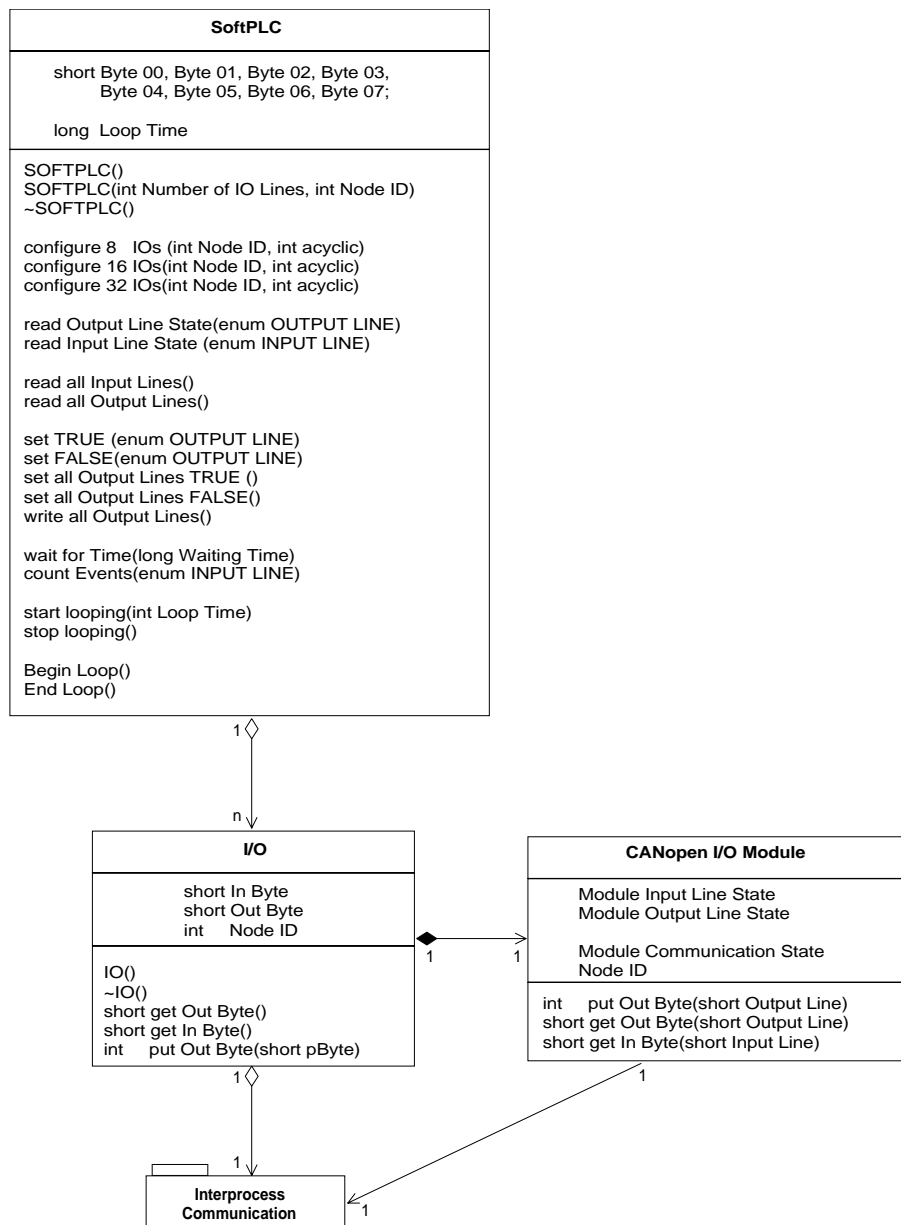 SoftPLC
short Byte 00, Byte 01, Byte 02, Byte 03,
Byte 04, Byte 05, Byte 06, Byte 07;
long Loop Time
SOFTPLC()
SOFTPLC(int Number of IO Lines, int Node ID)
~SOFTPLC()
configure 8 IOs (int Node ID, int acyclic)
configure 16 IOs(int Node ID, int acyclic)
configure 32 IOs(int Node ID, int acyclic)
read Output Line State(enum OUTPUT LINE)
read Input Line State (enum INPUT LINE)
read all Input Lines()
read all Output Lines()
set TRUE (enum OUTPUT LINE)
set FALSE(enum OUTPUT LINE)
set all Output Lines TRUE ()
set all Output Lines FALSE()
write all Output Lines()
wait for Time(long Waiting Time)
count Events(enum INPUT LINE)
start looping(int Loop Time)
stop looping()
Begin Loop()
End Loop()
1
n
I/O
short In Byte
short Out Byte
int Node ID
IO()
~IO()
short get Out Byte()
short get In Byte()
int put Out Byte(short pByte)
1
1
CANopen I/O Module
Module Input Line State
Module Output Line State
Module Communication State
Node ID
int put Out Byte(short Output Line)
short get Out Byte(short Output Line)
short get In Byte(short Input Line)
1
1
1
1
Interprocess
Communication